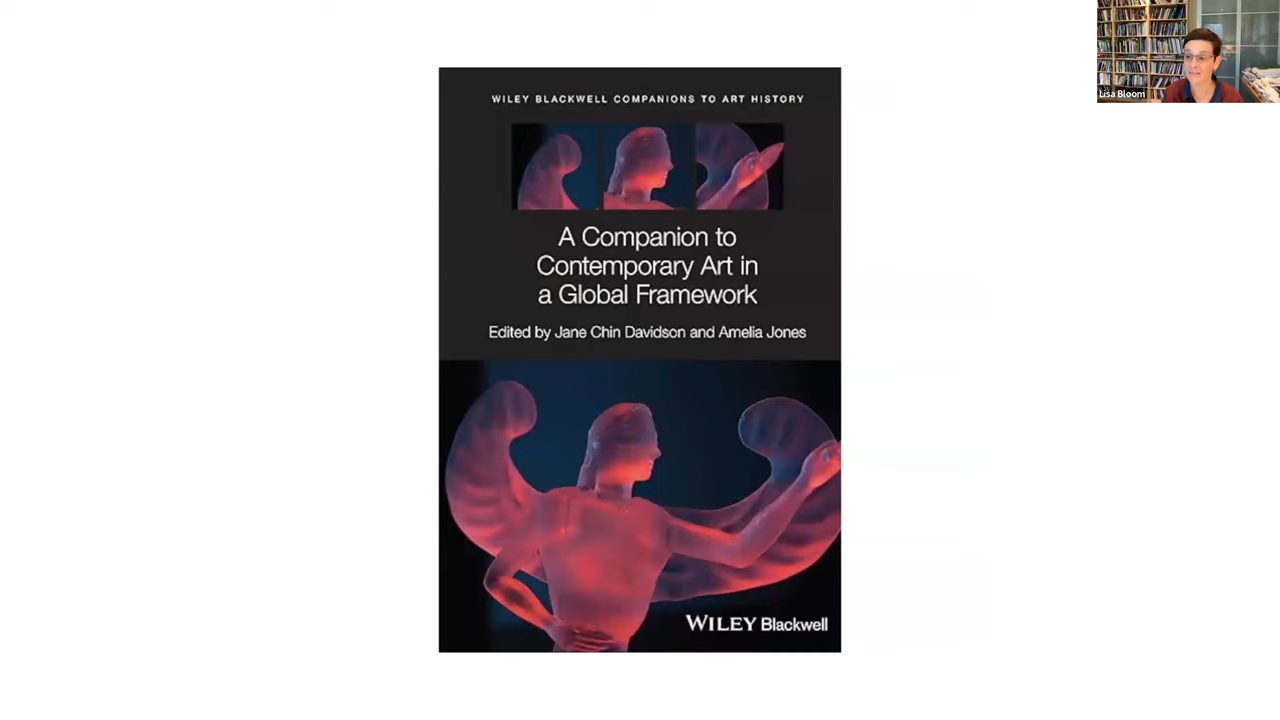 Lisa Bloom
WILEY BLACKWELL COMPANIONS TO ART HISTORY
A Companion to
Contemporary Art in
a Global Framework
Edited by Jane Chin Davidson and Amelia Jones
WILEY Blackwell